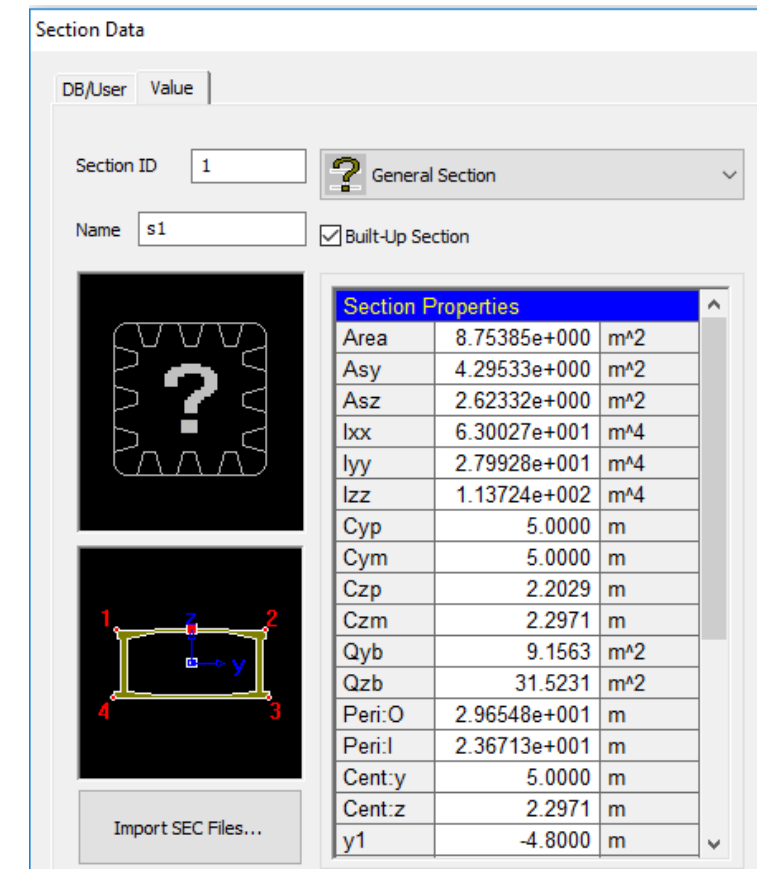 Section Data
DB/User Value
Section ID 1 General Section
Name s1 Built-Up Section
Section Properties
Area 8.75385e+000 m^2
Asy 4.29533e+000 m^2
Asz 2.62332e+000 m^2
Ixx 6.30027e+001 m^4
Iyy 2.79928e+001 m^4
Izz 1.13724e+002 m^4
Cyp 5.0000 m
Cym 5.0000 m
Czp 2.2029 m
Czm 2.2971 m
Qyb 9.1563 m^2
Qzb 31.5231 m^2
Peri:O 2.96548e+001 m
Peri:I 2.36713e+001 m
Cent:y 5.0000 m
Cent:z 2.2971 m
y1 -4.8000 m
?
1 z 2
y
4 3
Import SEC Files...